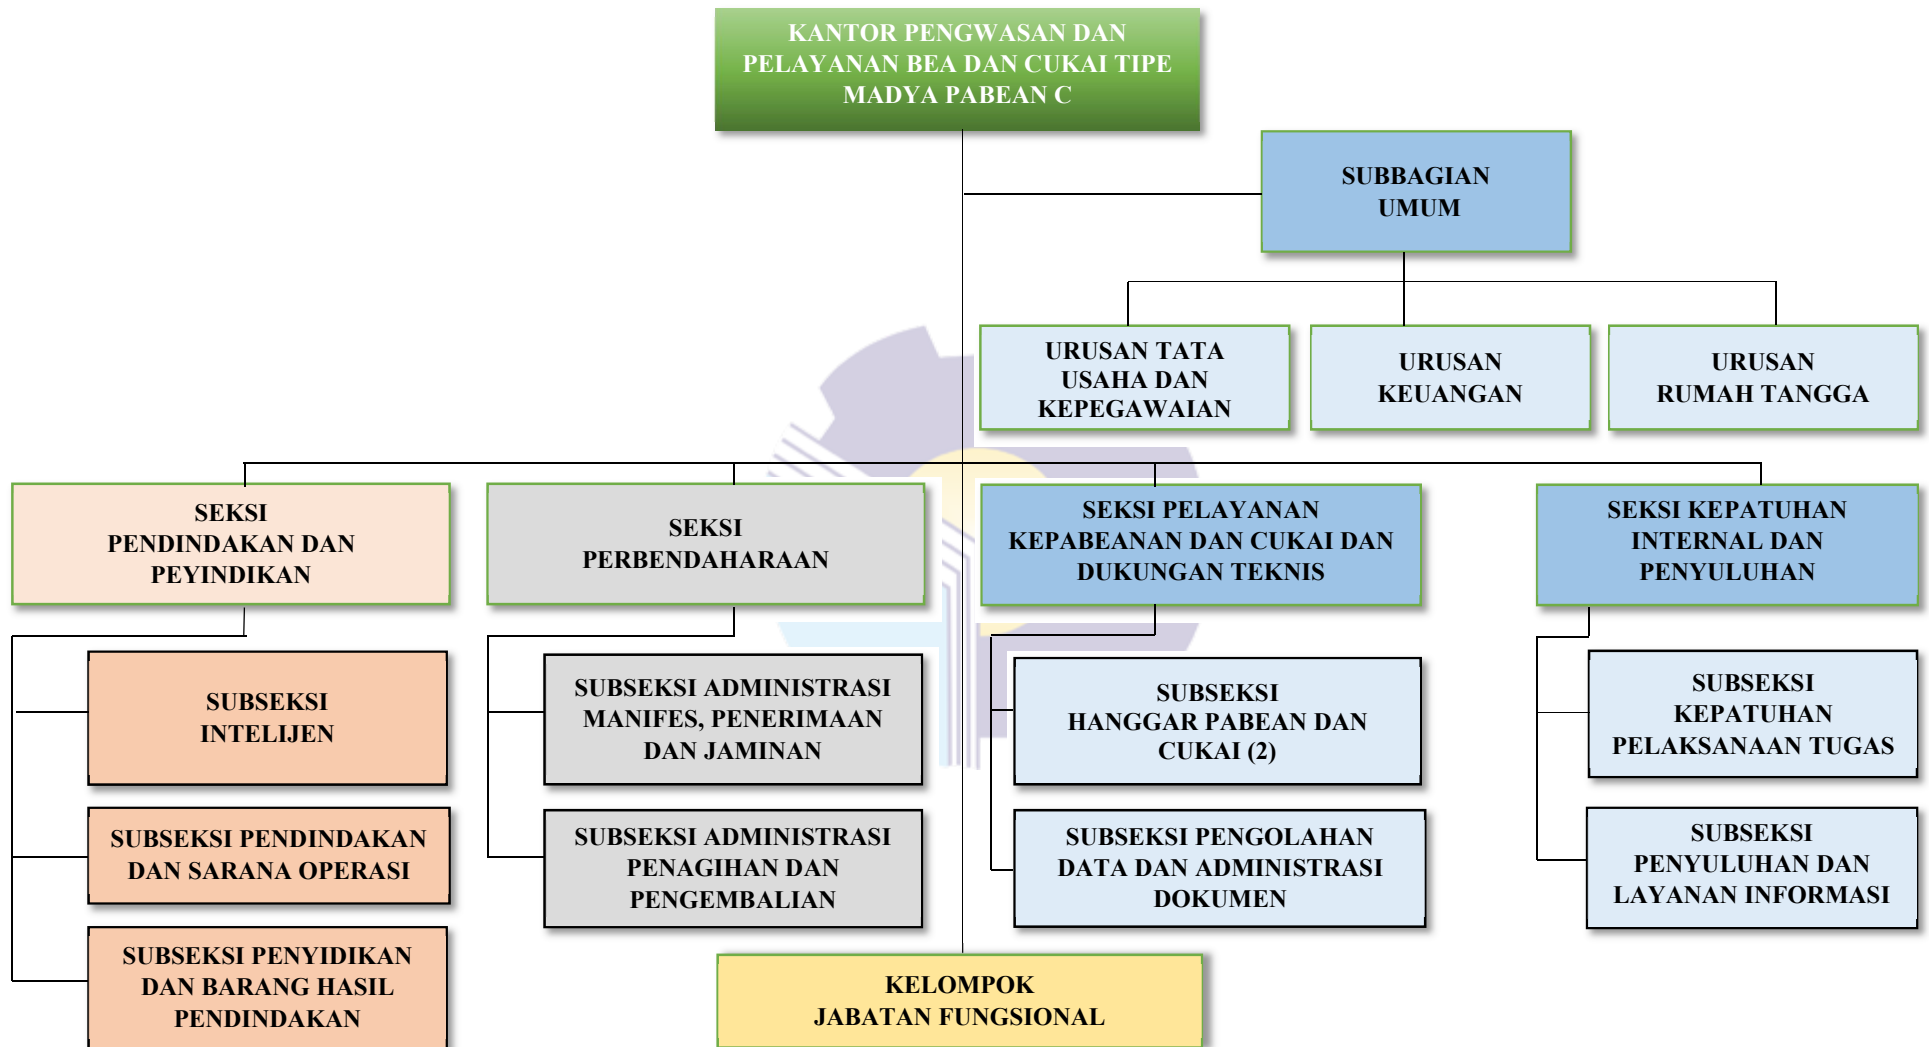 KANTOR PENGWASAN DAN
PELAYANAN BEA DAN CUKAI TIPE
MADYA PABEAN C
SUBBAGIAN
UMUM
URUSAN TATA
USAHA DAN
KEPEGAWAIAN
URUSAN
KEUANGAN
URUSAN
RUMAH TANGGA
SEKSI
PENDINDAKAN DAN
PEYINDIKAN
SEKSI
PERBENDAHARAAN
SEKSI PELAYANAN
KEPABEANAN DAN CUKAI DAN
DUKUNGAN TEKNIS
SEKSI KEPATUHAN
INTERNAL DAN
PENYULUHAN
SUBSEKSI
INTELIJEN
SUBSEKSI PENDINDAKAN
DAN SARANA OPERASI
SUBSEKSI PENYIDIKAN
DAN BARANG HASIL
PENDINDAKAN
SUBSEKSI ADMINISTRASI
MANIFES, PENERIMAAN
DAN JAMINAN
SUBSEKSI ADMINISTRASI
PENAGIHAN DAN
PENGEMBALIAN
SUBSEKSI
HANGGAR PABEAN DAN
CUKAI (2)
SUBSEKSI PENGOLAHAN
DATA DAN ADMINISTRASI
DOKUMEN
SUBSEKSI
KEPATUHAN
PELAKSANAAN TUGAS
SUBSEKSI
PENYULUHAN DAN
LAYANAN INFORMASI
KELOMPOK
JABATAN FUNGSIONAL